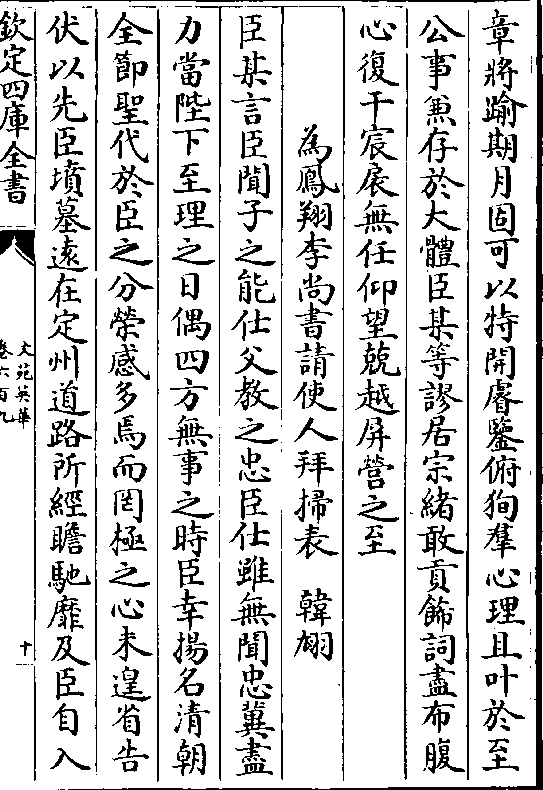 章將踰期月固可以特開睿鑒俯狥羣心理且叶於至
公事兼存於大體臣某等謬居宗緒敢貢餙詞盡布腹
心復干宸扆無任仰望兢越屏營之至
為鳳翔李尚書請使人拜掃表　韓翃
臣某言臣聞子之能仕父教之忠臣仕雖無聞忠冀盡
力當陛下至理之日偶四方無事之時臣幸揚名清朝
全節聖代於臣之分榮感多焉而罔極之心未遑省告
伏以先臣墳墓遠在定州道路所經瞻馳靡及臣自入
欽定四庫全書
文苑英華
卷六百九
十